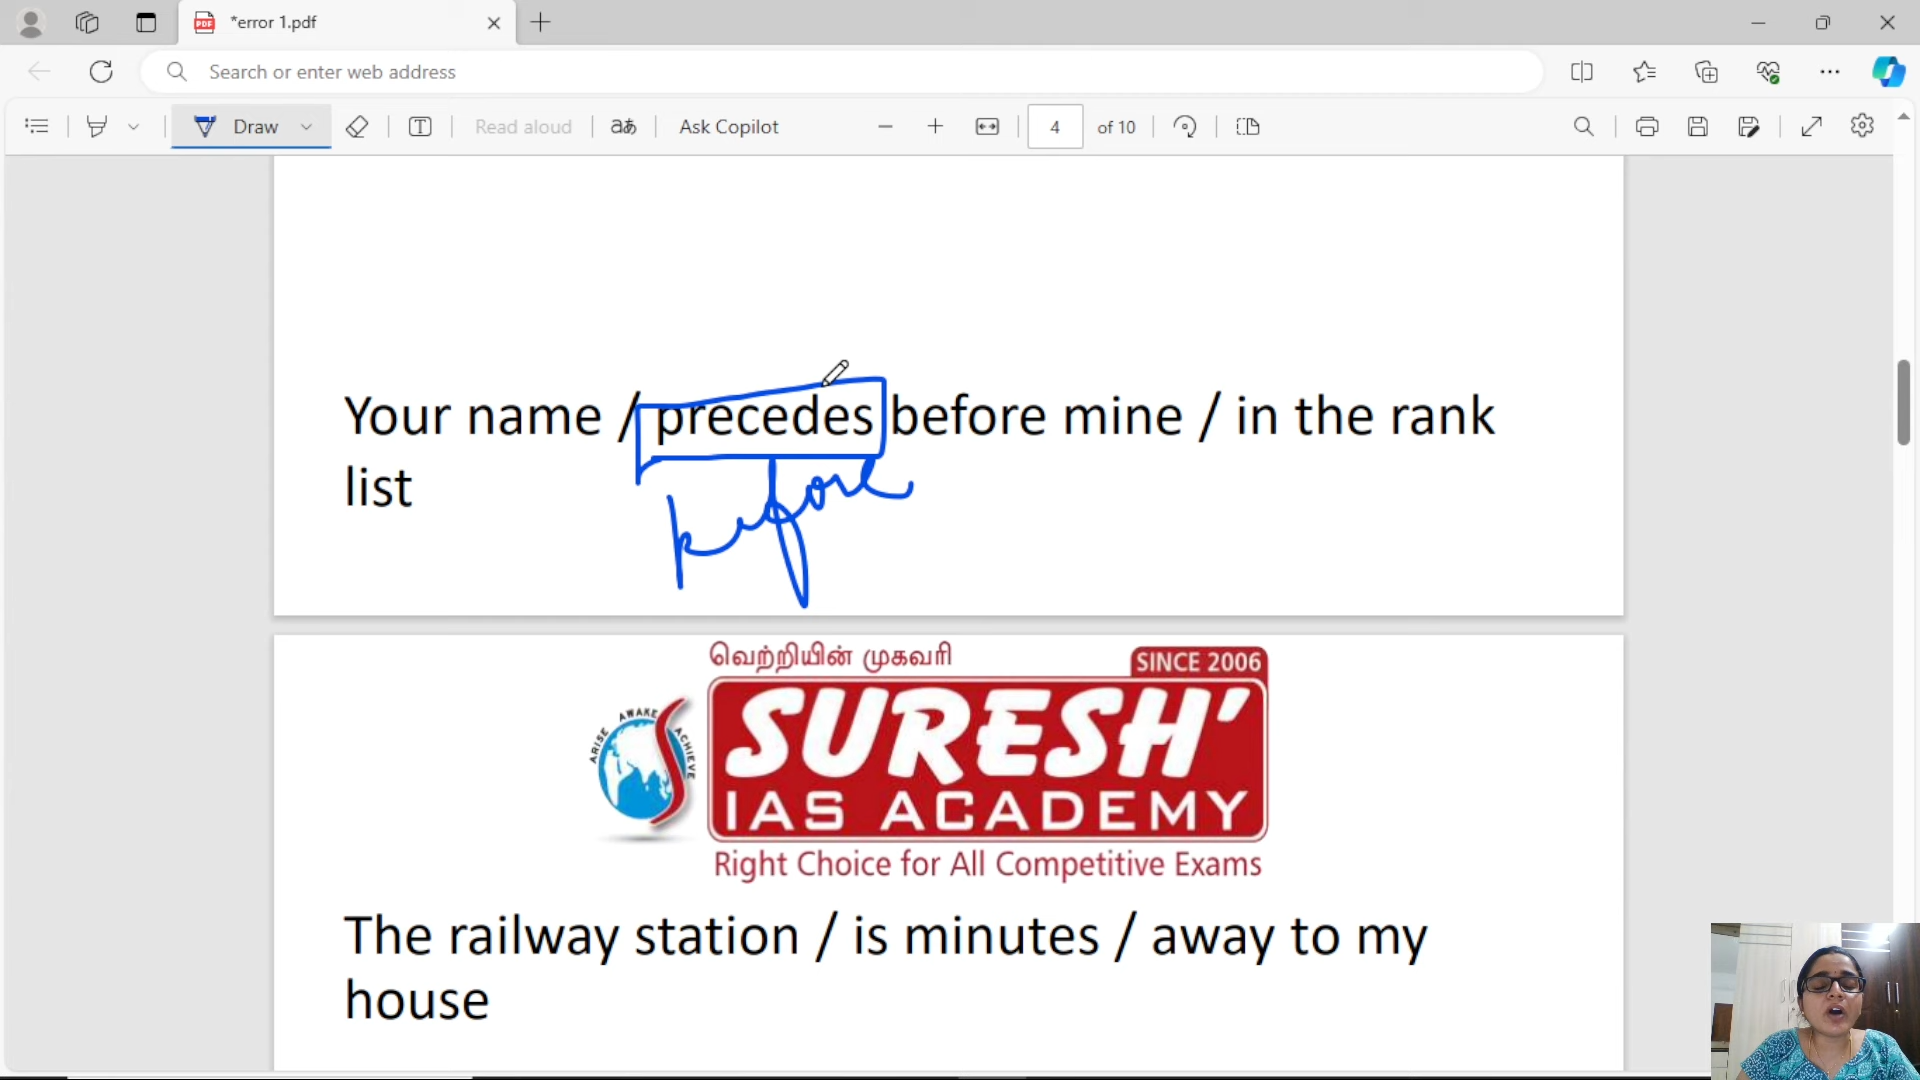 *error 1.pdf
Search or enter web address
Draw
Read aloud
aあ
Ask Copilot
4
of 10
Your name / precedes before mine / in the rank
list
before
வெற்றியின் முகவரி
SINCE 2006
ARISE AWAKE ACHIEVE
SURESH'
IAS ACADEMY
Right Choice for All Competitive Exams
The railway station / is minutes / away to my
house